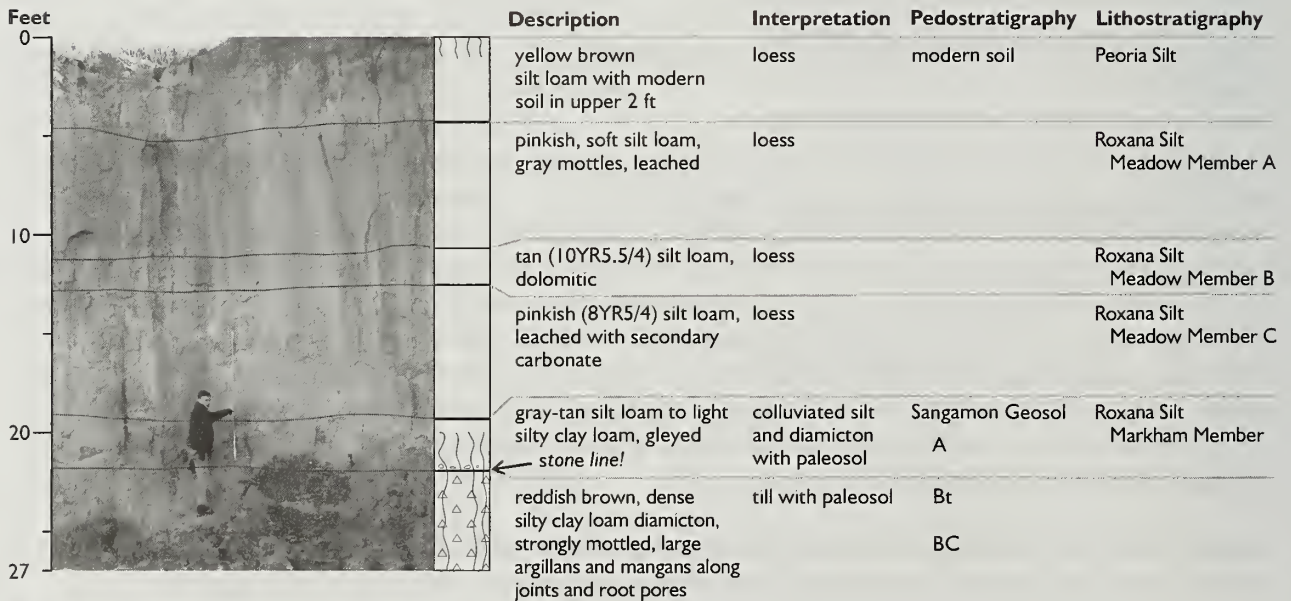 Feet
Description Interpretation Pedostratigraphy Lithostratigraphy
0
yellow brown loess modern soil Peoria Silt
silt loam with modern
soil in upper 2 ft
pinkish, soft silt loam, loess Roxana Silt
gray mottles, leached Meadow Member A
10
tan (10YR5.5/4) silt loam, loess Roxana Silt
dolomitic Meadow Member B
pinkish (8YR5/4) silt loam, loess Roxana Silt
leached with secondary Meadow Member C
carbonate
gray-tan silt loam to light colluviated silt Sangamon Geosol Roxana Silt
20
silty clay loam, gleyed and diamicton A Markham Member
stone line! with paleosol
reddish brown, dense till with paleosol Bt
silty clay loam diamicton,
strongly mottled, large BC
27
argillans and mangans along
joints and root pores